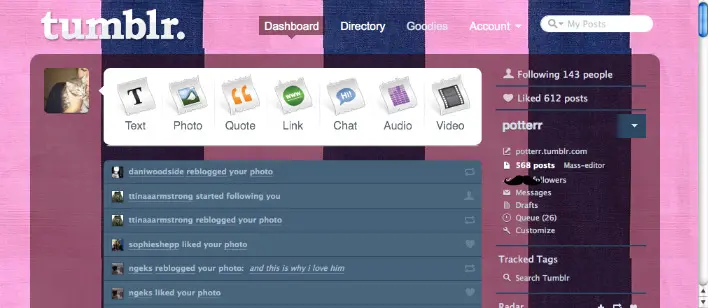 tumblr.
Dashboard Directory Goodies Account
My Posts
Text Photo Quote Link Chat Audio Video
daniwoodside reblogged your photo
ttinaaarmstrong started following you
ttinaaarmstrong reblogged your photo
sophieshepp liked your photo
ngeks reblogged your photo: and this is why i love him
ngeks liked your photo
Following 143 people
Liked 612 posts
potterr
potterr.tumblr.com
568 posts Mass-editor
followers
Messages
Drafts
Queue (26)
Customize
Tracked Tags
Search Tumblr
Radar